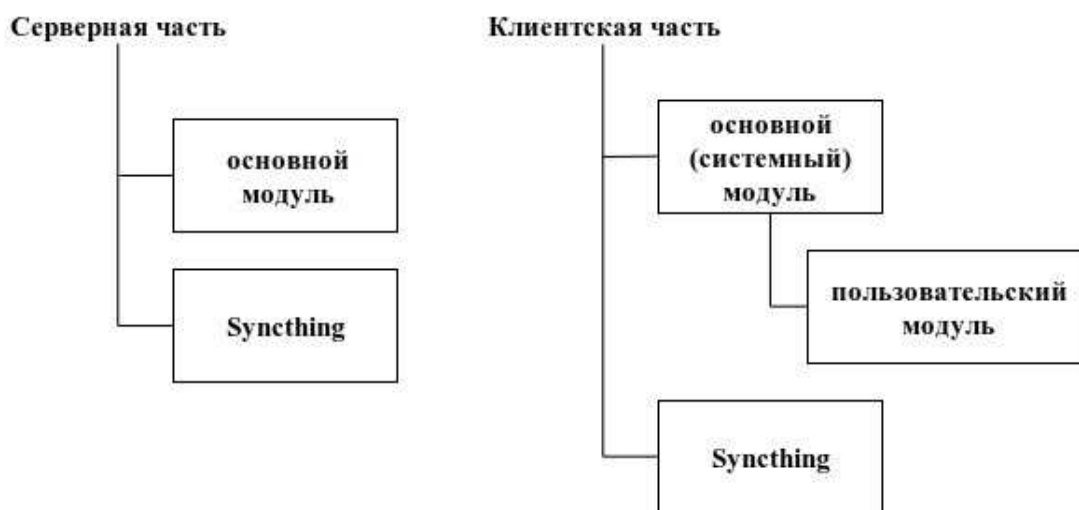 Серверная часть
основной
модуль
Syncthing
Клиентская часть
основной
(системный)
модуль
пользовательский
модуль
Syncthing